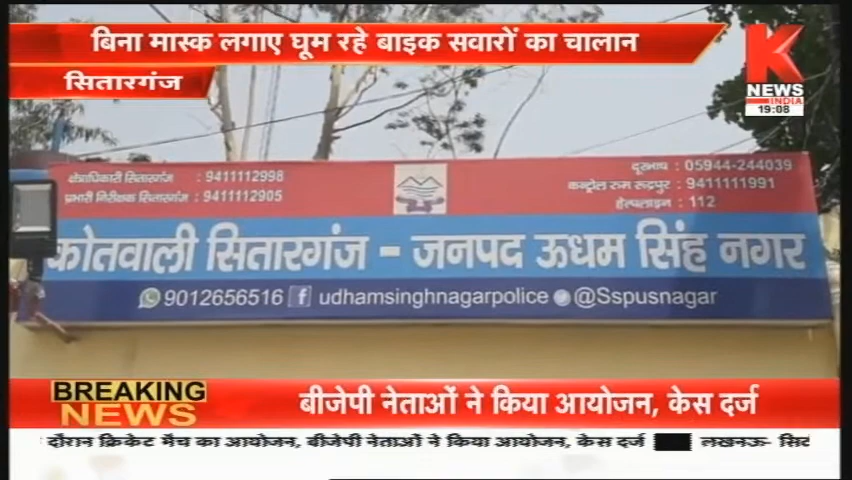 बिना मास्क लगाए घूम रहे बाइक सवारों का चालान
सितारगंज
K
NEWS
INDIA
19:08
क्षेत्राधिकारी सितारगंज : 9411112998
प्रभारी निरीक्षक सितारगंज : 9411112905
दूरभाष : 05944-244039
कन्ट्रोल रुम रुद्रपुर : 9411111991
हेल्पलाइन : 112
कोतवाली सितारगंज - जनपद ऊधम सिंह नगर
9012656516 f udhamsinghnagarpolice @Sspusnagar
BREAKING
NEWS
बीजेपी नेताओं ने किया आयोजन, केस दर्ज
दौरान क्रिकेट मैच का आयोजन, बीजेपी नेताओं ने किया आयोजन, केस दर्ज लखनऊ- सिट